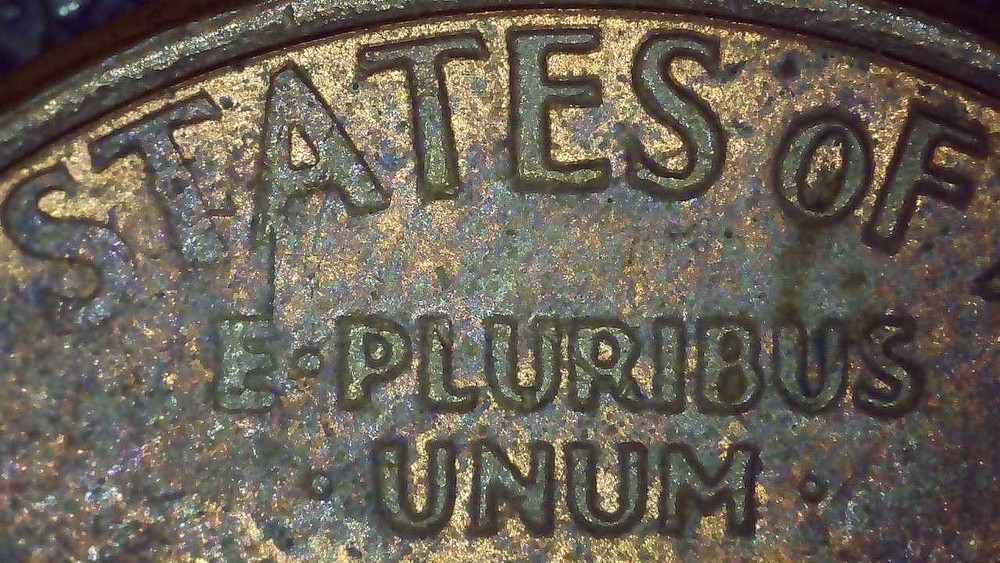 STATES OF
E·PLURIBUS
·UNUM·